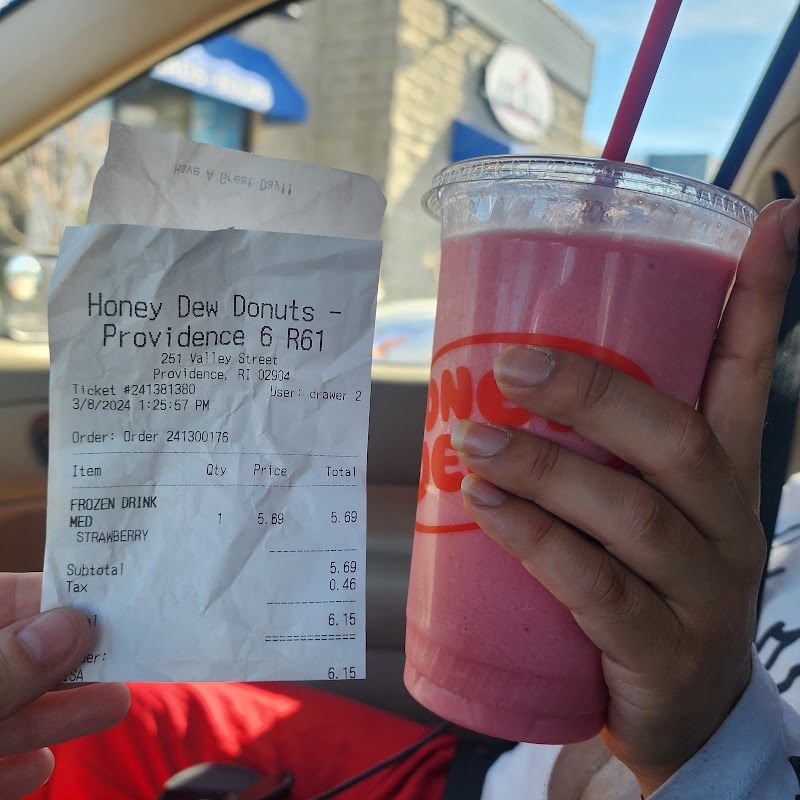 Have A Great Day!!
Honey Dew Donuts -
Providence 6 R61
251 Valley Street
Providence, RI 02904
Ticket #241381380 User: drawer 2
3/8/2024 1:25:57 PM
Order: Order 241300176
Item Qty Price Total
FROZEN DRINK
MED 1 5.69 5.69
STRAWBERRY
Subtotal 5.69
Tax 0.46
6.15
6.15